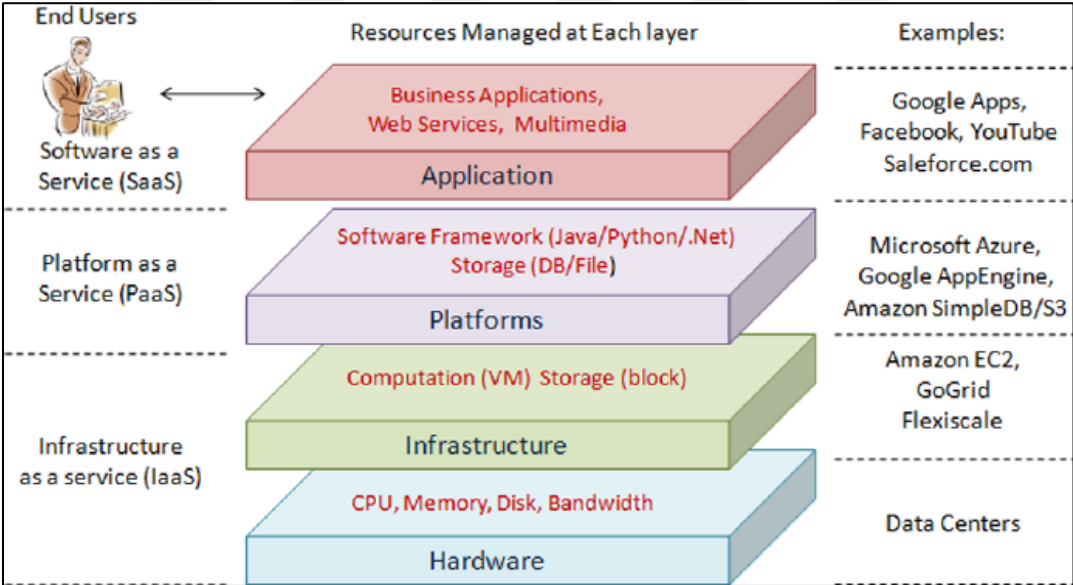 End Users
Resources Managed at Each layer
Examples:
Business Applications,
Web Services, Multimedia
Application
Software as a
Service (SaaS)
Google Apps,
Facebook, YouTube
Saleforce.com
Platform as a
Service (PaaS)
Software Framework (Java/Python/.Net)
Storage (DB/File)
Platforms
Microsoft Azure,
Google AppEngine,
Amazon SimpleDB/S3
Infrastructure
as a service (IaaS)
Computation (VM) Storage (block)
Infrastructure
Amazon EC2,
GoGrid
Flexiscale
CPU, Memory, Disk, Bandwidth
Hardware
Data Centers